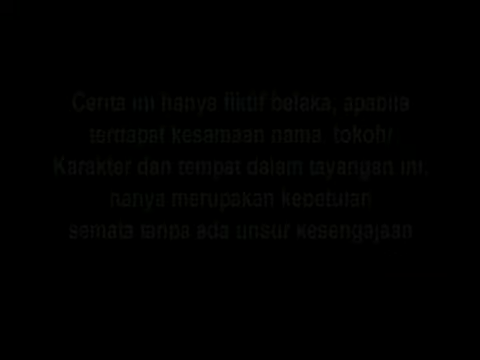 Cerita ini hanya fiktif belaka, apabila
terdapat kesamaan nama, tokoh/
Karakter dan tempat dalam tayangan ini,
hanya merupakan kebetulan
semata tanpa ada unsur kesengajaan